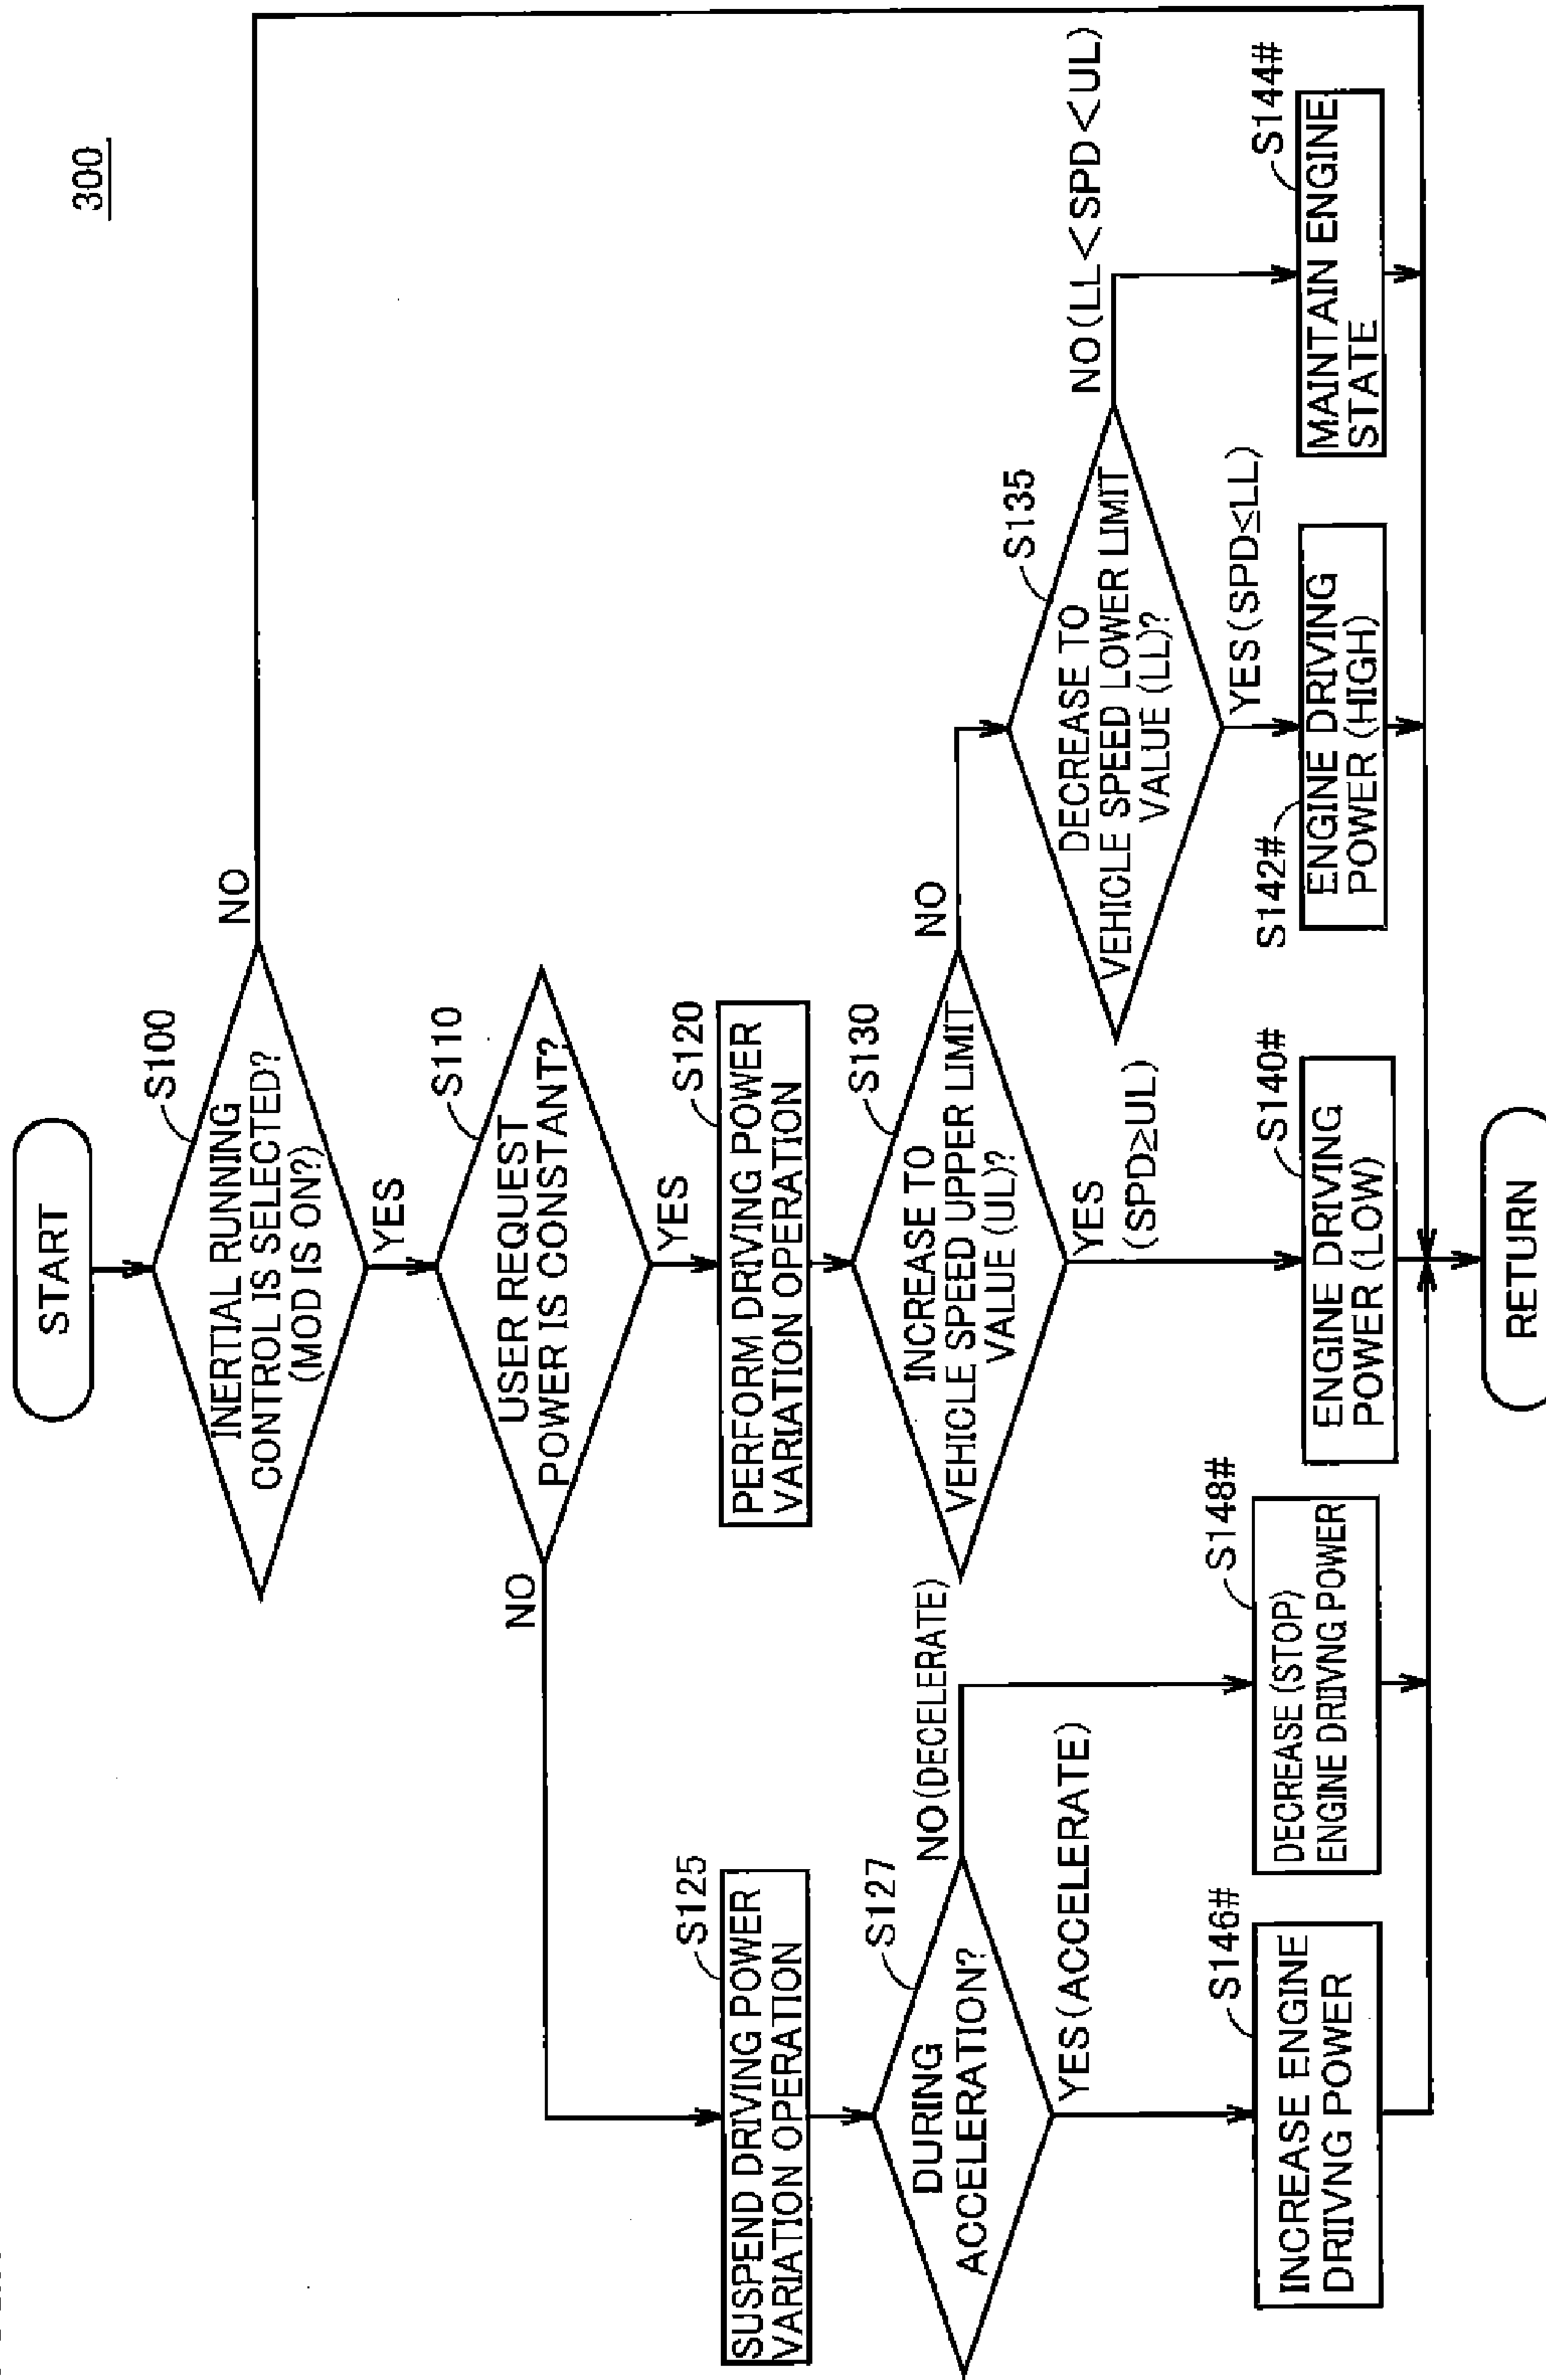 300
START
S100
INERTIAL RUNNING
CONTROL IS SELECTED?
(MOD IS ON?)
NO
YES
S110
USER REQUEST
POWER IS CONSTANT?
NO
YES
S125
SUSPEND DRIVING POWER
VARIATION OPERATION
S120
PERFORM DRIVING POWER
VARIATION OPERATION
S127
DURING
ACCELERATION?
NO(DECELERATE)
YES(ACCELERATE)
S130
INCREASE TO
VEHICLE SPEED UPPER LIMIT
VALUE (UL)?
NO
YES
(SPD≥UL)
S135
DECREASE TO
VEHICLE SPEED LOWER LIMIT
VALUE (LL)?
NO(LL<SPD<UL)
YES(SPD≤LL)
S146#
INCREASE ENGINE
DRIIVNG POWER
S148#
DECREASE (STOP)
ENGINE DRIIVNG POWER
S140#
ENGINE DRIVING
POWER (LOW)
S142#
ENGINE DRIVING
POWER (HIGH)
S144#
MAINTAIN ENGINE
STATE
RETURN